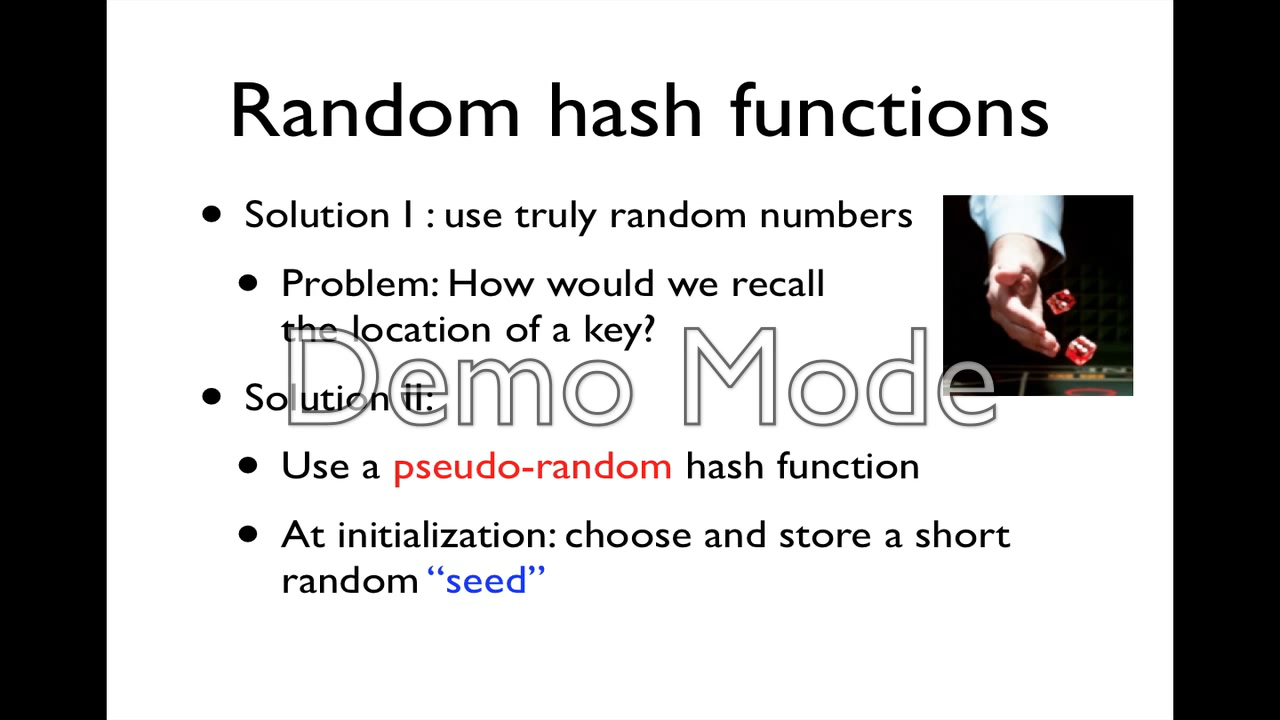 Random hash functions
• Solution I : use truly random numbers
• Problem: How would we recall
the location of a key?
Demo Mode
• Solution II:
• Use a pseudo-random hash function
• At initialization: choose and store a short
random “seed”